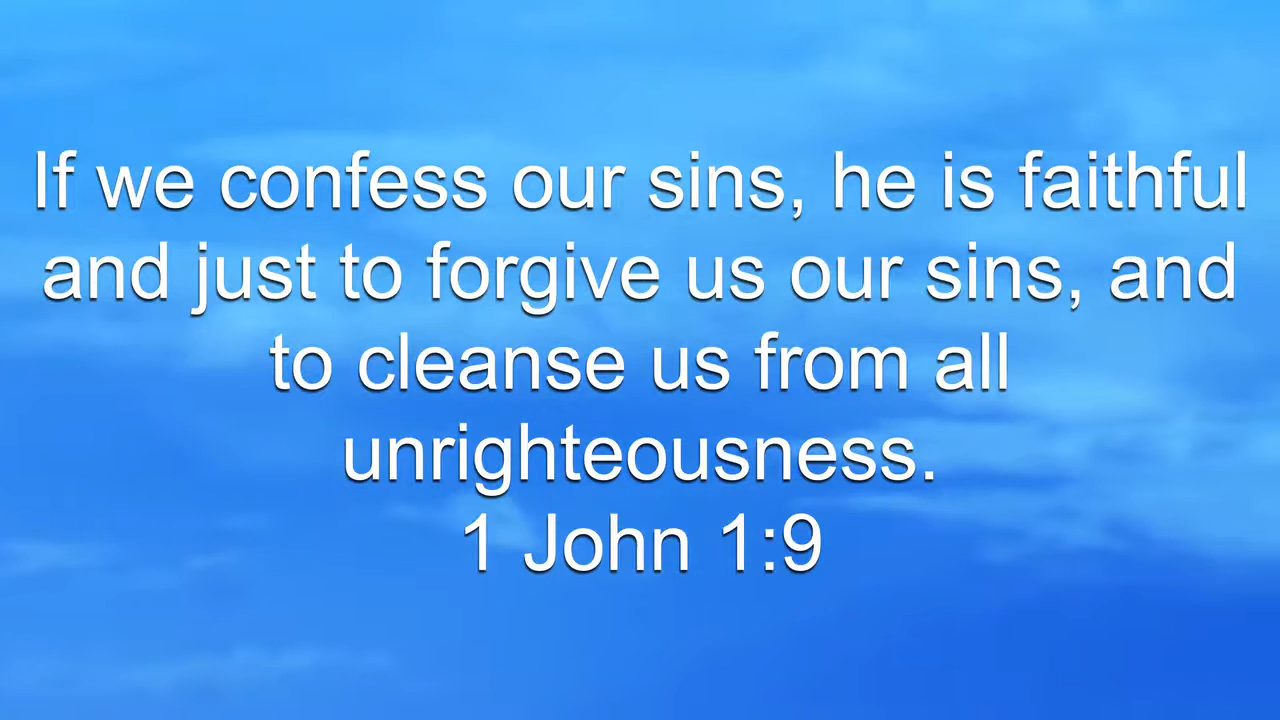 If we confess our sins, he is faithful
and just to forgive us our sins, and
to cleanse us from all
unrighteousness.
1 John 1:9